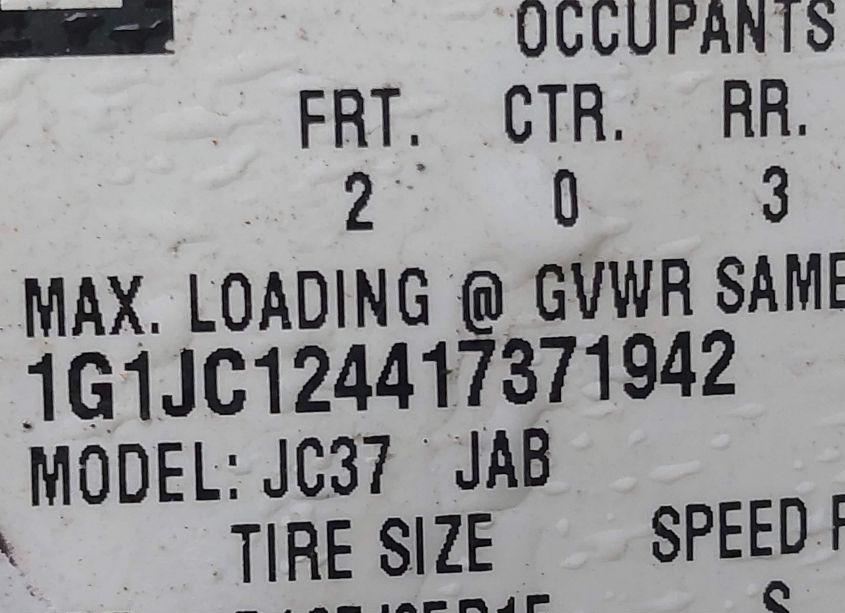 OCCUPANTS
FRT. CTR. RR.
2 0 3
MAX. LOADING @ GVWR SAME
1G1JC124417371942
MODEL: JC37 JAB
TIRE SIZE SPEED
S